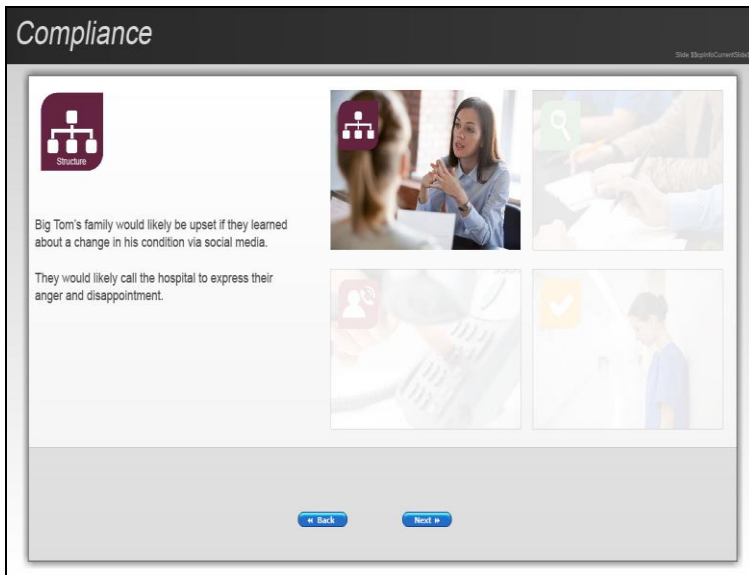 Compliance
Slide $$cpInfoCurrentSlide$
Structure
Big Tom's family would likely be upset if they learned
about a change in his condition via social media.
They would likely call the hospital to express their
anger and disappointment.
Back
Next